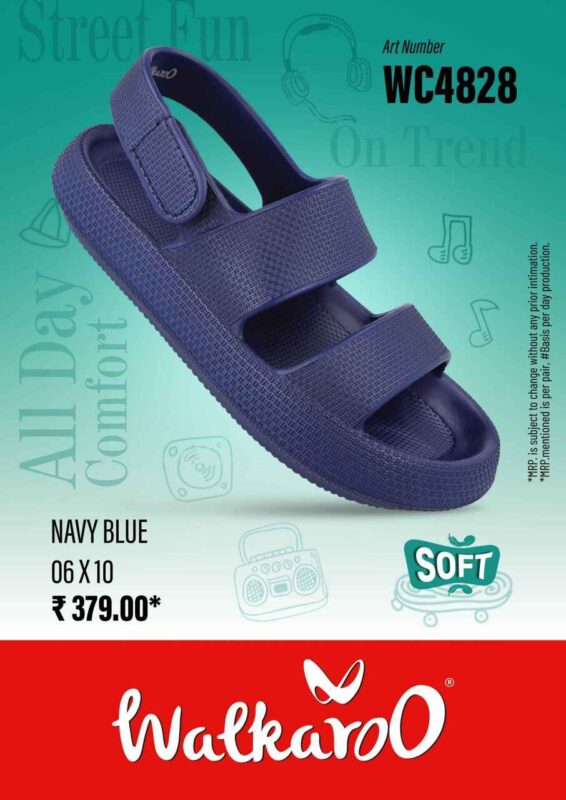 Street Fun
Art Number
WC4828
On Trend
All Day
Comfort
*MRP. is subject to change without any prior intimation.
*MRP.mentioned is per pair, #Basis per day production.
NAVY BLUE
06 X 10
₹ 379.00*
SOFT
WalkaroO®